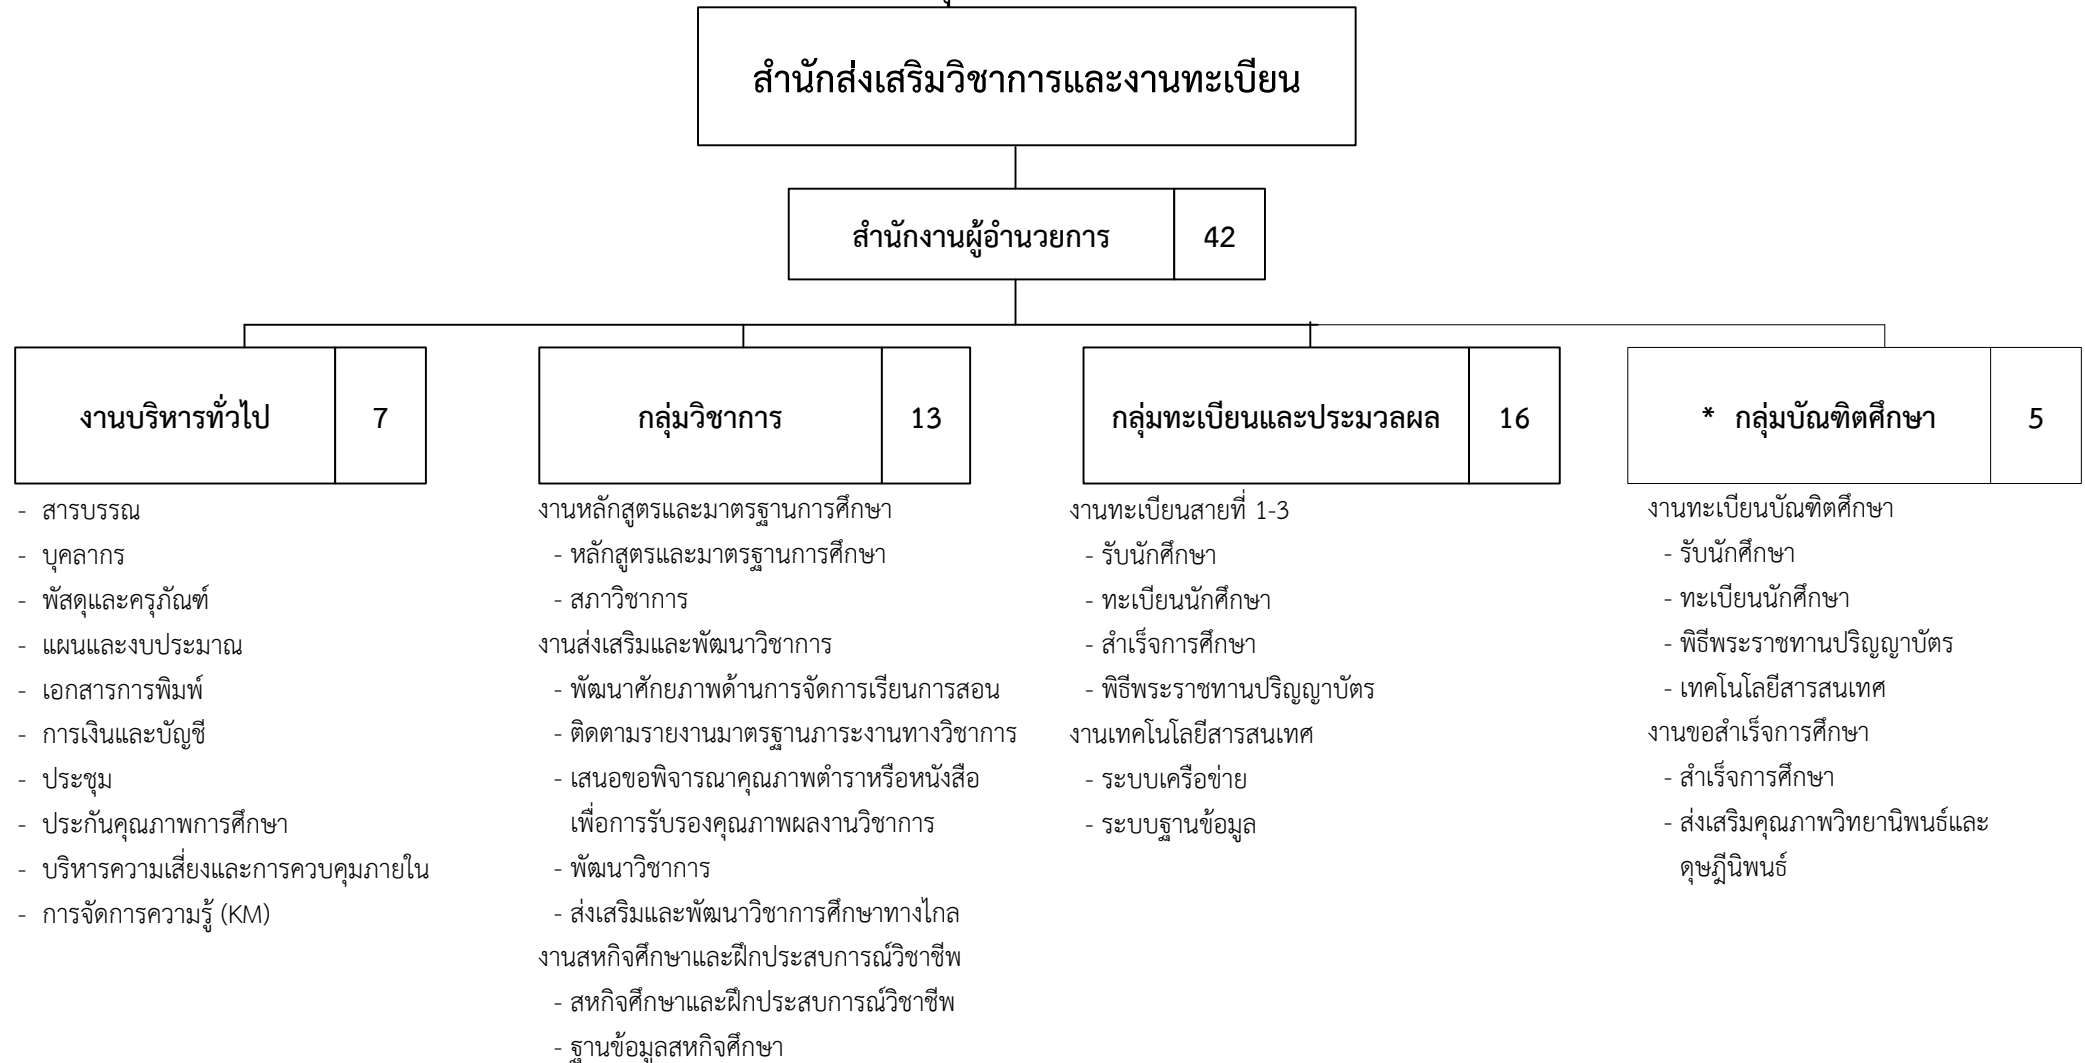 สำนักส่งเสริมวิชาการและงานทะเบียน
สำนักงานผู้อำนวยการ 42
งานบริหารทั่วไป 7
- สารบรรณ
- บุคลากร
- พัสดุและครุภัณฑ์
- แผนและงบประมาณ
- เอกสารการพิมพ์
- การเงินและบัญชี
- ประชุม
- ประกันคุณภาพการศึกษา
- บริหารความเสี่ยงและการควบคุมภายใน
- การจัดการความรู้ (KM)
กลุ่มวิชาการ 13
งานหลักสูตรและมาตรฐานการศึกษา
- หลักสูตรและมาตรฐานการศึกษา
- สภาวิชาการ
งานส่งเสริมและพัฒนาวิชาการ
- พัฒนาศักยภาพด้านการจัดการเรียนการสอน
- ติดตามรายงานมาตรฐานภาระงานทางวิชาการ
- เสนอขอพิจารณาคุณภาพตำราหรือหนังสือ
เพื่อการรับรองคุณภาพผลงานวิชาการ
- พัฒนาวิชาการ
- ส่งเสริมและพัฒนาวิชาการศึกษาทางไกล
งานสหกิจศึกษาและฝึกประสบการณ์วิชาชีพ
- สหกิจศึกษาและฝึกประสบการณ์วิชาชีพ
- ฐานข้อมูลสหกิจศึกษา
กลุ่มทะเบียนและประมวลผล 16
งานทะเบียนสายที่ 1-3
- รับนักศึกษา
- ทะเบียนนักศึกษา
- สำเร็จการศึกษา
- พิธีพระราชทานปริญญาบัตร
งานเทคโนโลยีสารสนเทศ
- ระบบเครือข่าย
- ระบบฐานข้อมูล
* กลุ่มบัณฑิตศึกษา 5
งานทะเบียนบัณฑิตศึกษา
- รับนักศึกษา
- ทะเบียนนักศึกษา
- พิธีพระราชทานปริญญาบัตร
- เทคโนโลยีสารสนเทศ
งานขอสำเร็จการศึกษา
- สำเร็จการศึกษา
- ส่งเสริมคุณภาพวิทยานิพนธ์และ
ดุษฎีนิพนธ์